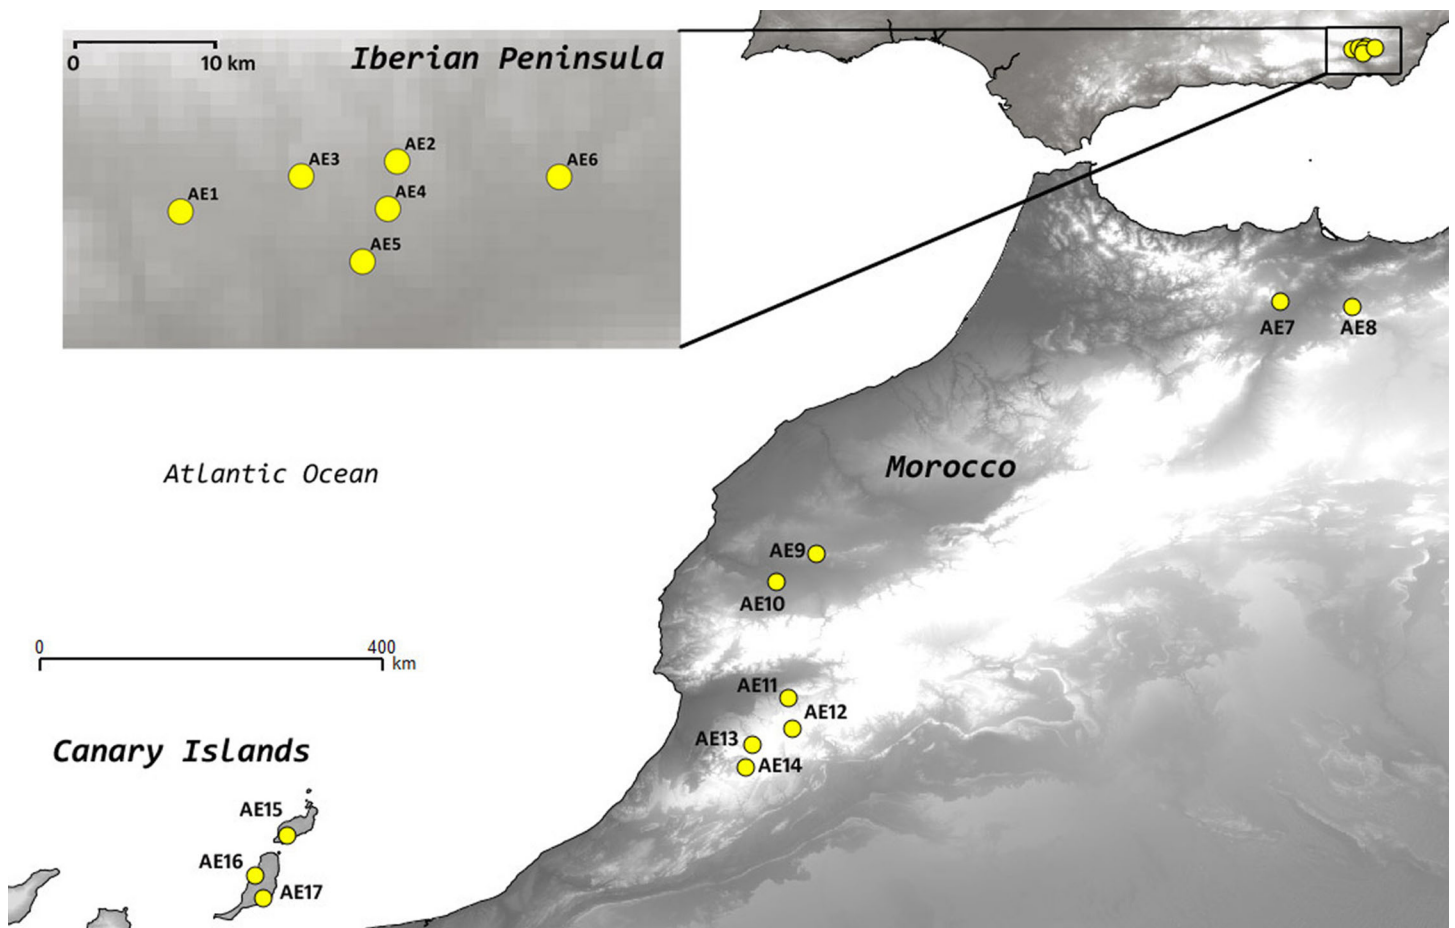 0 10 km
Iberian Peninsula
AE2
AE3
AE6
AE4
AE1
AE5
AE7
AE8
Atlantic Ocean
Morocco
AE9
AE10
0 400
km
AE11
AE12
AE13
AE14
Canary Islands
AE15
AE16
AE17